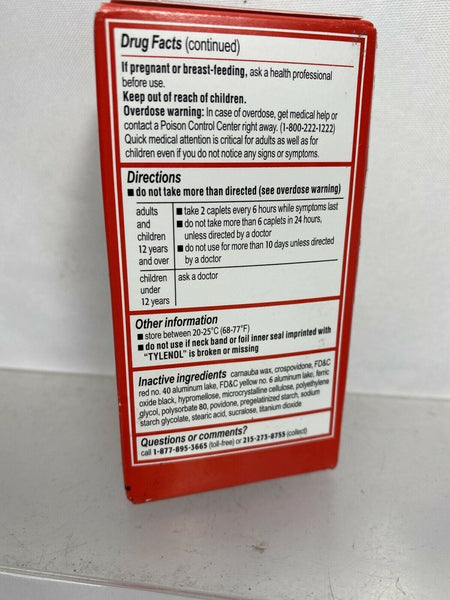 Drug Facts (continued)
If pregnant or breast-feeding, ask a health professional
before use.
Keep out of reach of children.
Overdose warning: In case of overdose, get medical help or
contact a Poison Control Center right away. (1-800-222-1222)
Quick medical attention is critical for adults as well as for
children even if you do not notice any signs or symptoms.
Directions
■ do not take more than directed (see overdose warning)
adults
and
children
12 years
and over
■ take 2 caplets every 6 hours while symptoms last
■ do not take more than 6 caplets in 24 hours,
unless directed by a doctor
■ do not use for more than 10 days unless directed
by a doctor
children
under
12 years
ask a doctor
Other information
■ store between 20-25°C (68-77°F)
■ do not use if neck band or foil inner seal imprinted with
"TYLENOL" is broken or missing
Inactive ingredients carnauba wax, crospovidone, FD&C
red no. 40 aluminum lake, FD&C yellow no. 6 aluminum lake, ferric
oxide black, hypromellose, microcrystalline cellulose, polyethylene
glycol, polysorbate 80, povidone, pregelatinized starch, sodium
starch glycolate, stearic acid, sucralose, titanium dioxide
Questions or comments?
call 1-877-895-3665 (toll-free) or 215-273-8755 (collect)